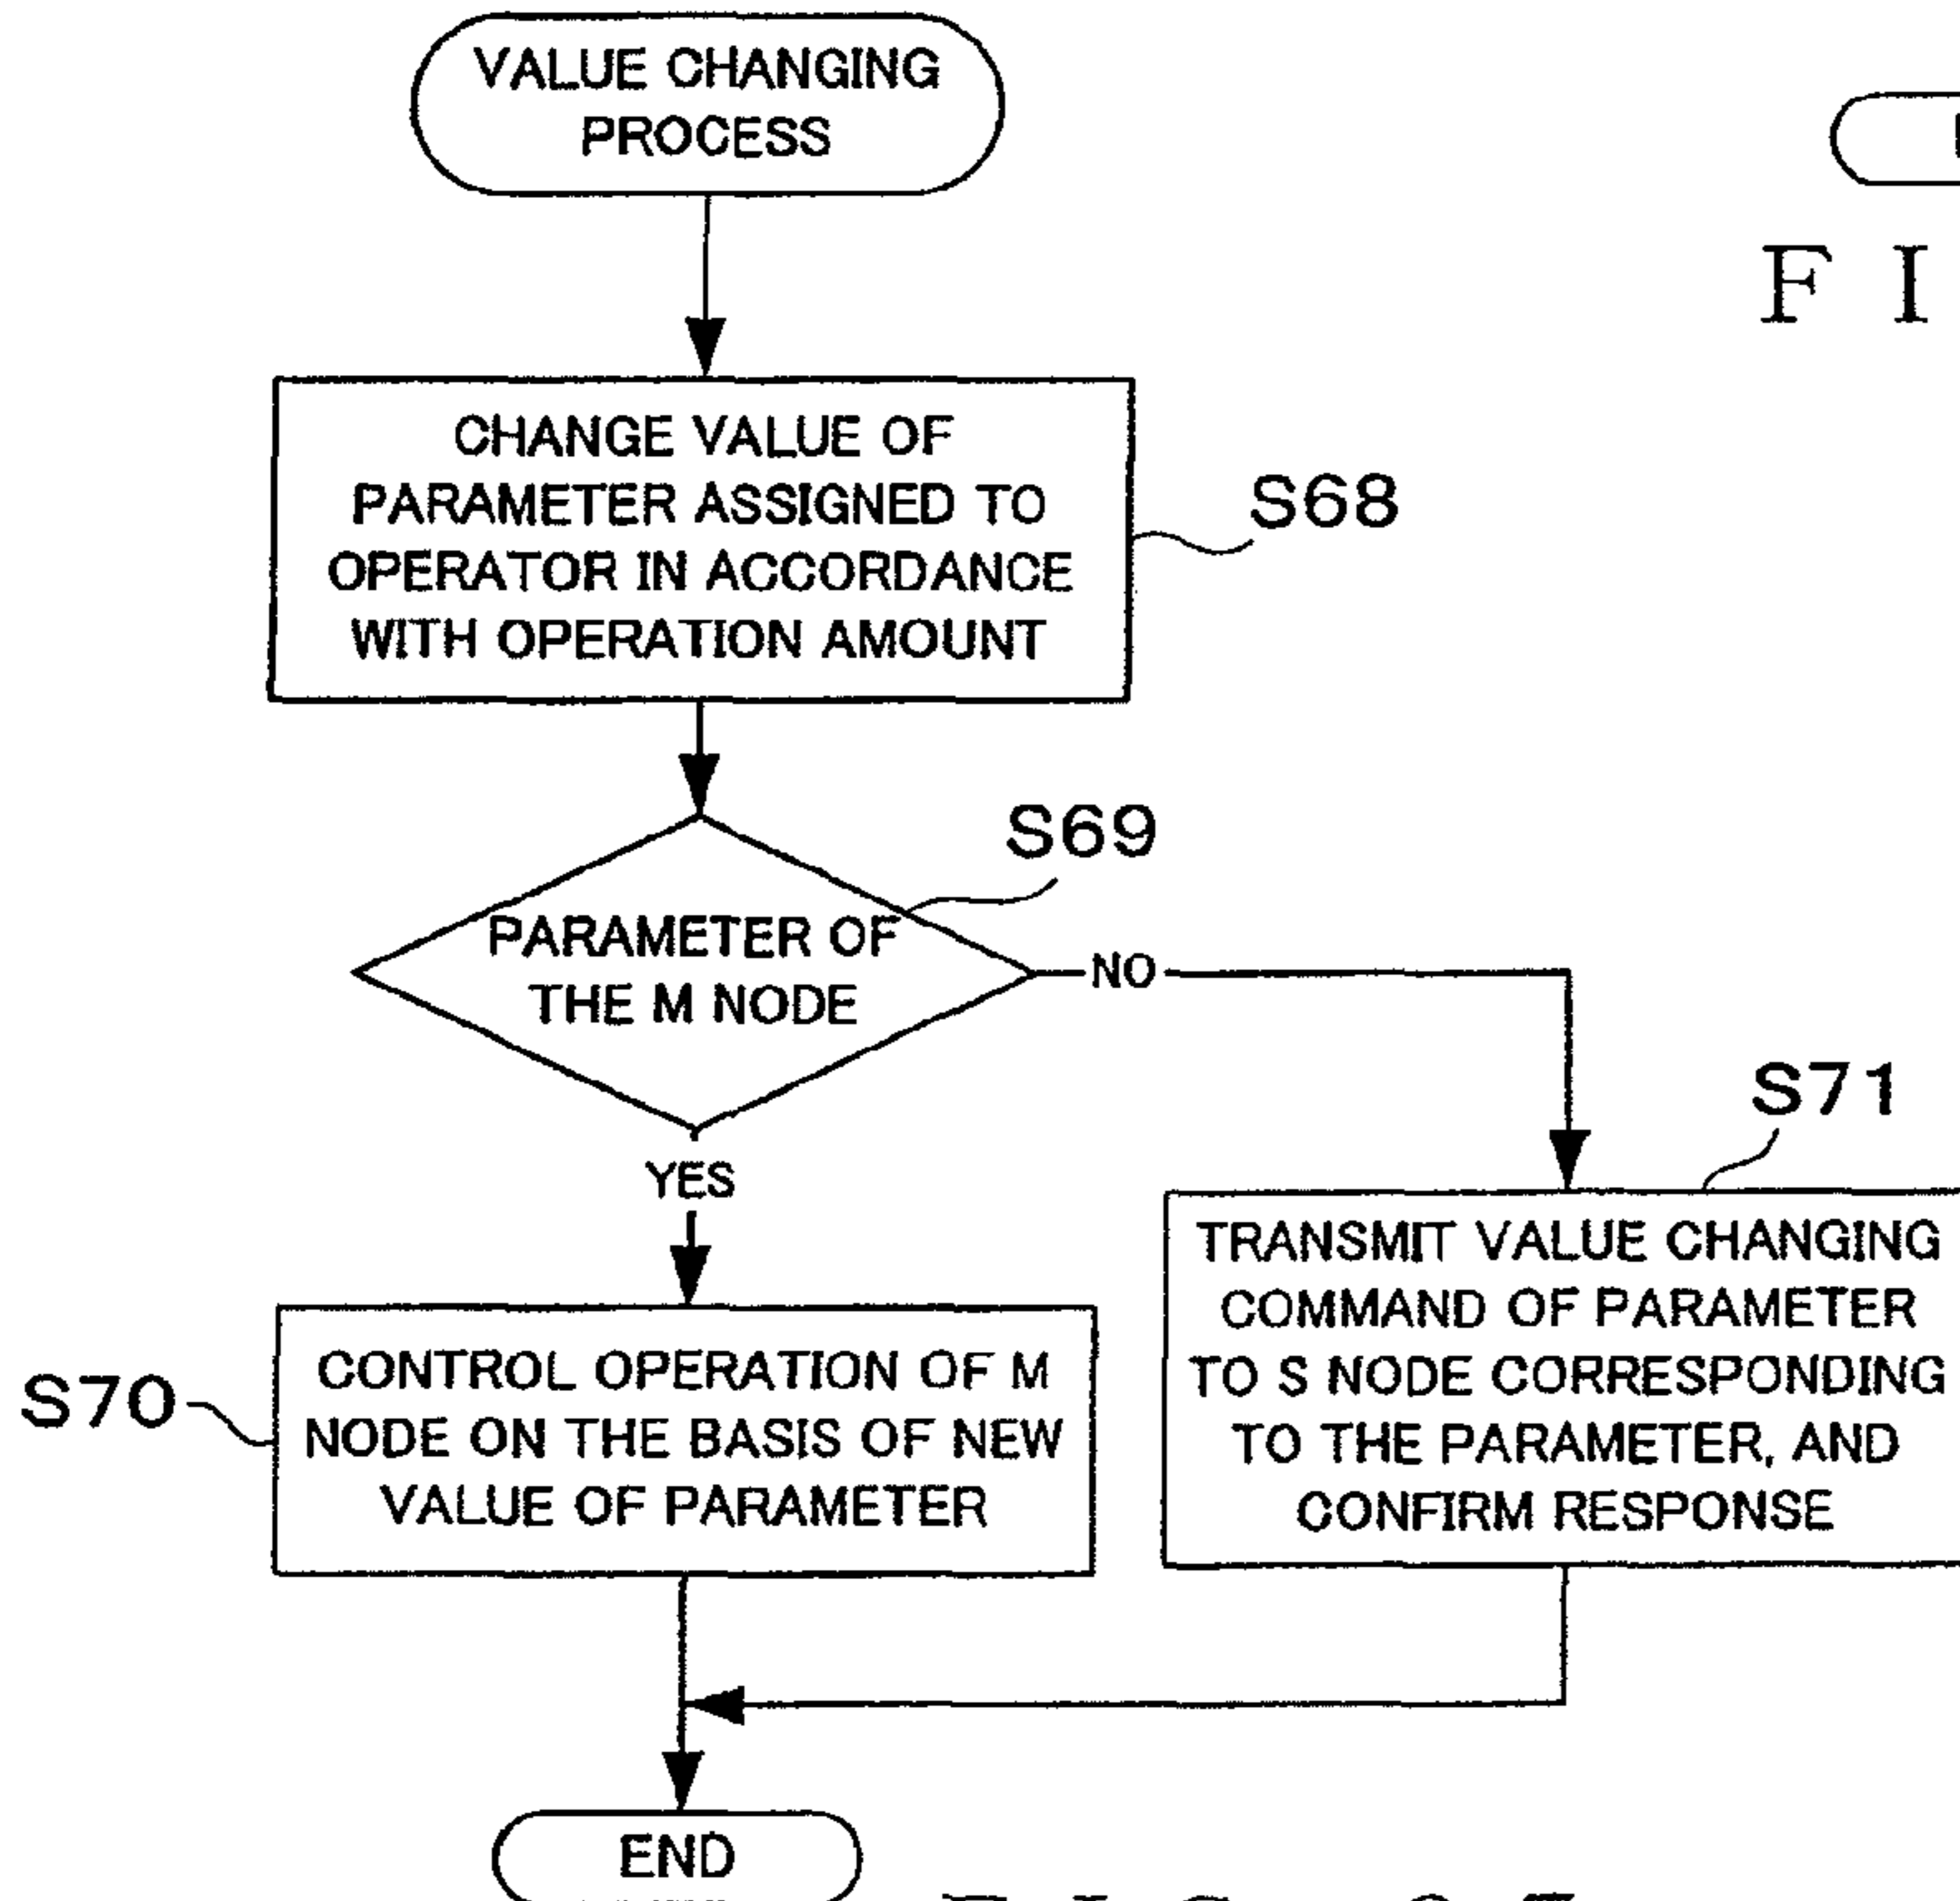 VALUE CHANGING
PROCESS
F I
CHANGE VALUE OF
PARAMETER ASSIGNED TO
OPERATOR IN ACCORDANCE
WITH OPERATION AMOUNT
S68
S69
PARAMETER OF
THE M NODE
NO
YES
S71
TRANSMIT VALUE CHANGING
COMMAND OF PARAMETER
TO S NODE CORRESPONDING
TO THE PARAMETER, AND
CONFIRM RESPONSE
S70
CONTROL OPERATION OF M
NODE ON THE BASIS OF NEW
VALUE OF PARAMETER
END